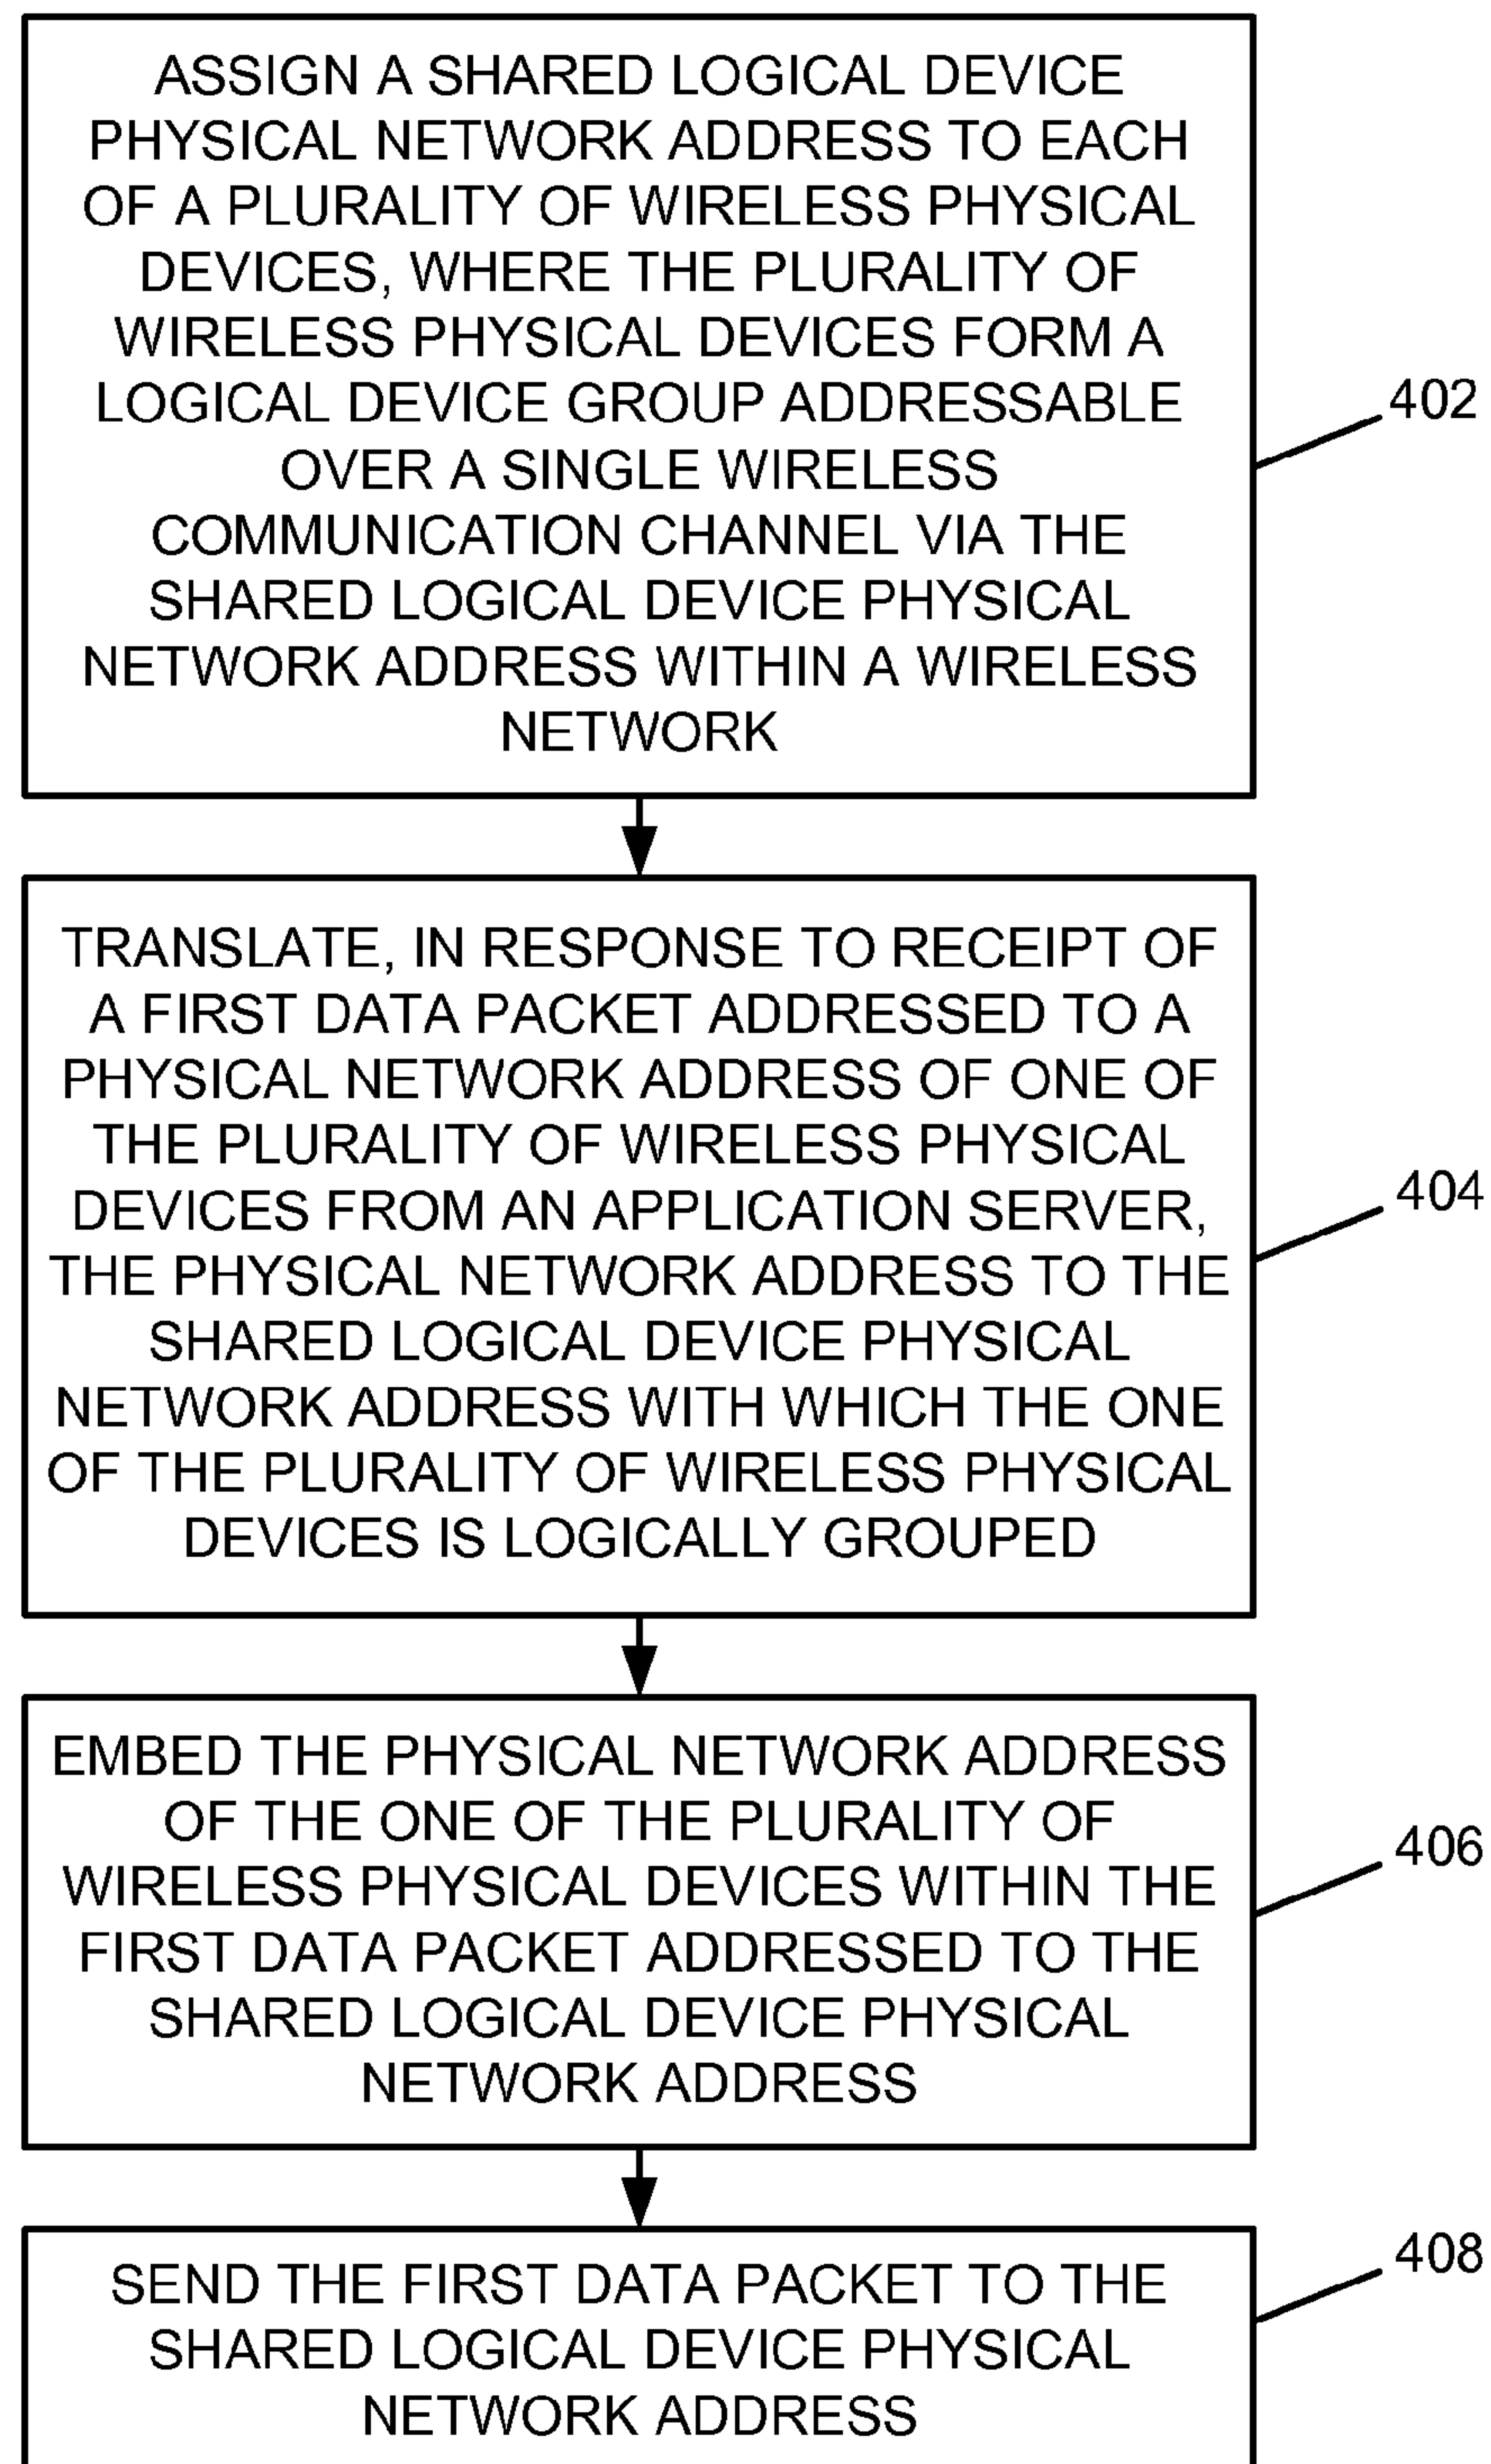 ASSIGN A SHARED LOGICAL DEVICE
PHYSICAL NETWORK ADDRESS TO EACH
OF A PLURALITY OF WIRELESS PHYSICAL
DEVICES, WHERE THE PLURALITY OF
WIRELESS PHYSICAL DEVICES FORM A
LOGICAL DEVICE GROUP ADDRESSABLE
OVER A SINGLE WIRELESS
COMMUNICATION CHANNEL VIA THE
SHARED LOGICAL DEVICE PHYSICAL
NETWORK ADDRESS WITHIN A WIRELESS
NETWORK
402
TRANSLATE, IN RESPONSE TO RECEIPT OF
A FIRST DATA PACKET ADDRESSED TO A
PHYSICAL NETWORK ADDRESS OF ONE OF
THE PLURALITY OF WIRELESS PHYSICAL
DEVICES FROM AN APPLICATION SERVER,
THE PHYSICAL NETWORK ADDRESS TO THE
SHARED LOGICAL DEVICE PHYSICAL
NETWORK ADDRESS WITH WHICH THE ONE
OF THE PLURALITY OF WIRELESS PHYSICAL
DEVICES IS LOGICALLY GROUPED
404
EMBED THE PHYSICAL NETWORK ADDRESS
OF THE ONE OF THE PLURALITY OF
WIRELESS PHYSICAL DEVICES WITHIN THE
FIRST DATA PACKET ADDRESSED TO THE
SHARED LOGICAL DEVICE PHYSICAL
NETWORK ADDRESS
406
SEND THE FIRST DATA PACKET TO THE
SHARED LOGICAL DEVICE PHYSICAL
NETWORK ADDRESS
408